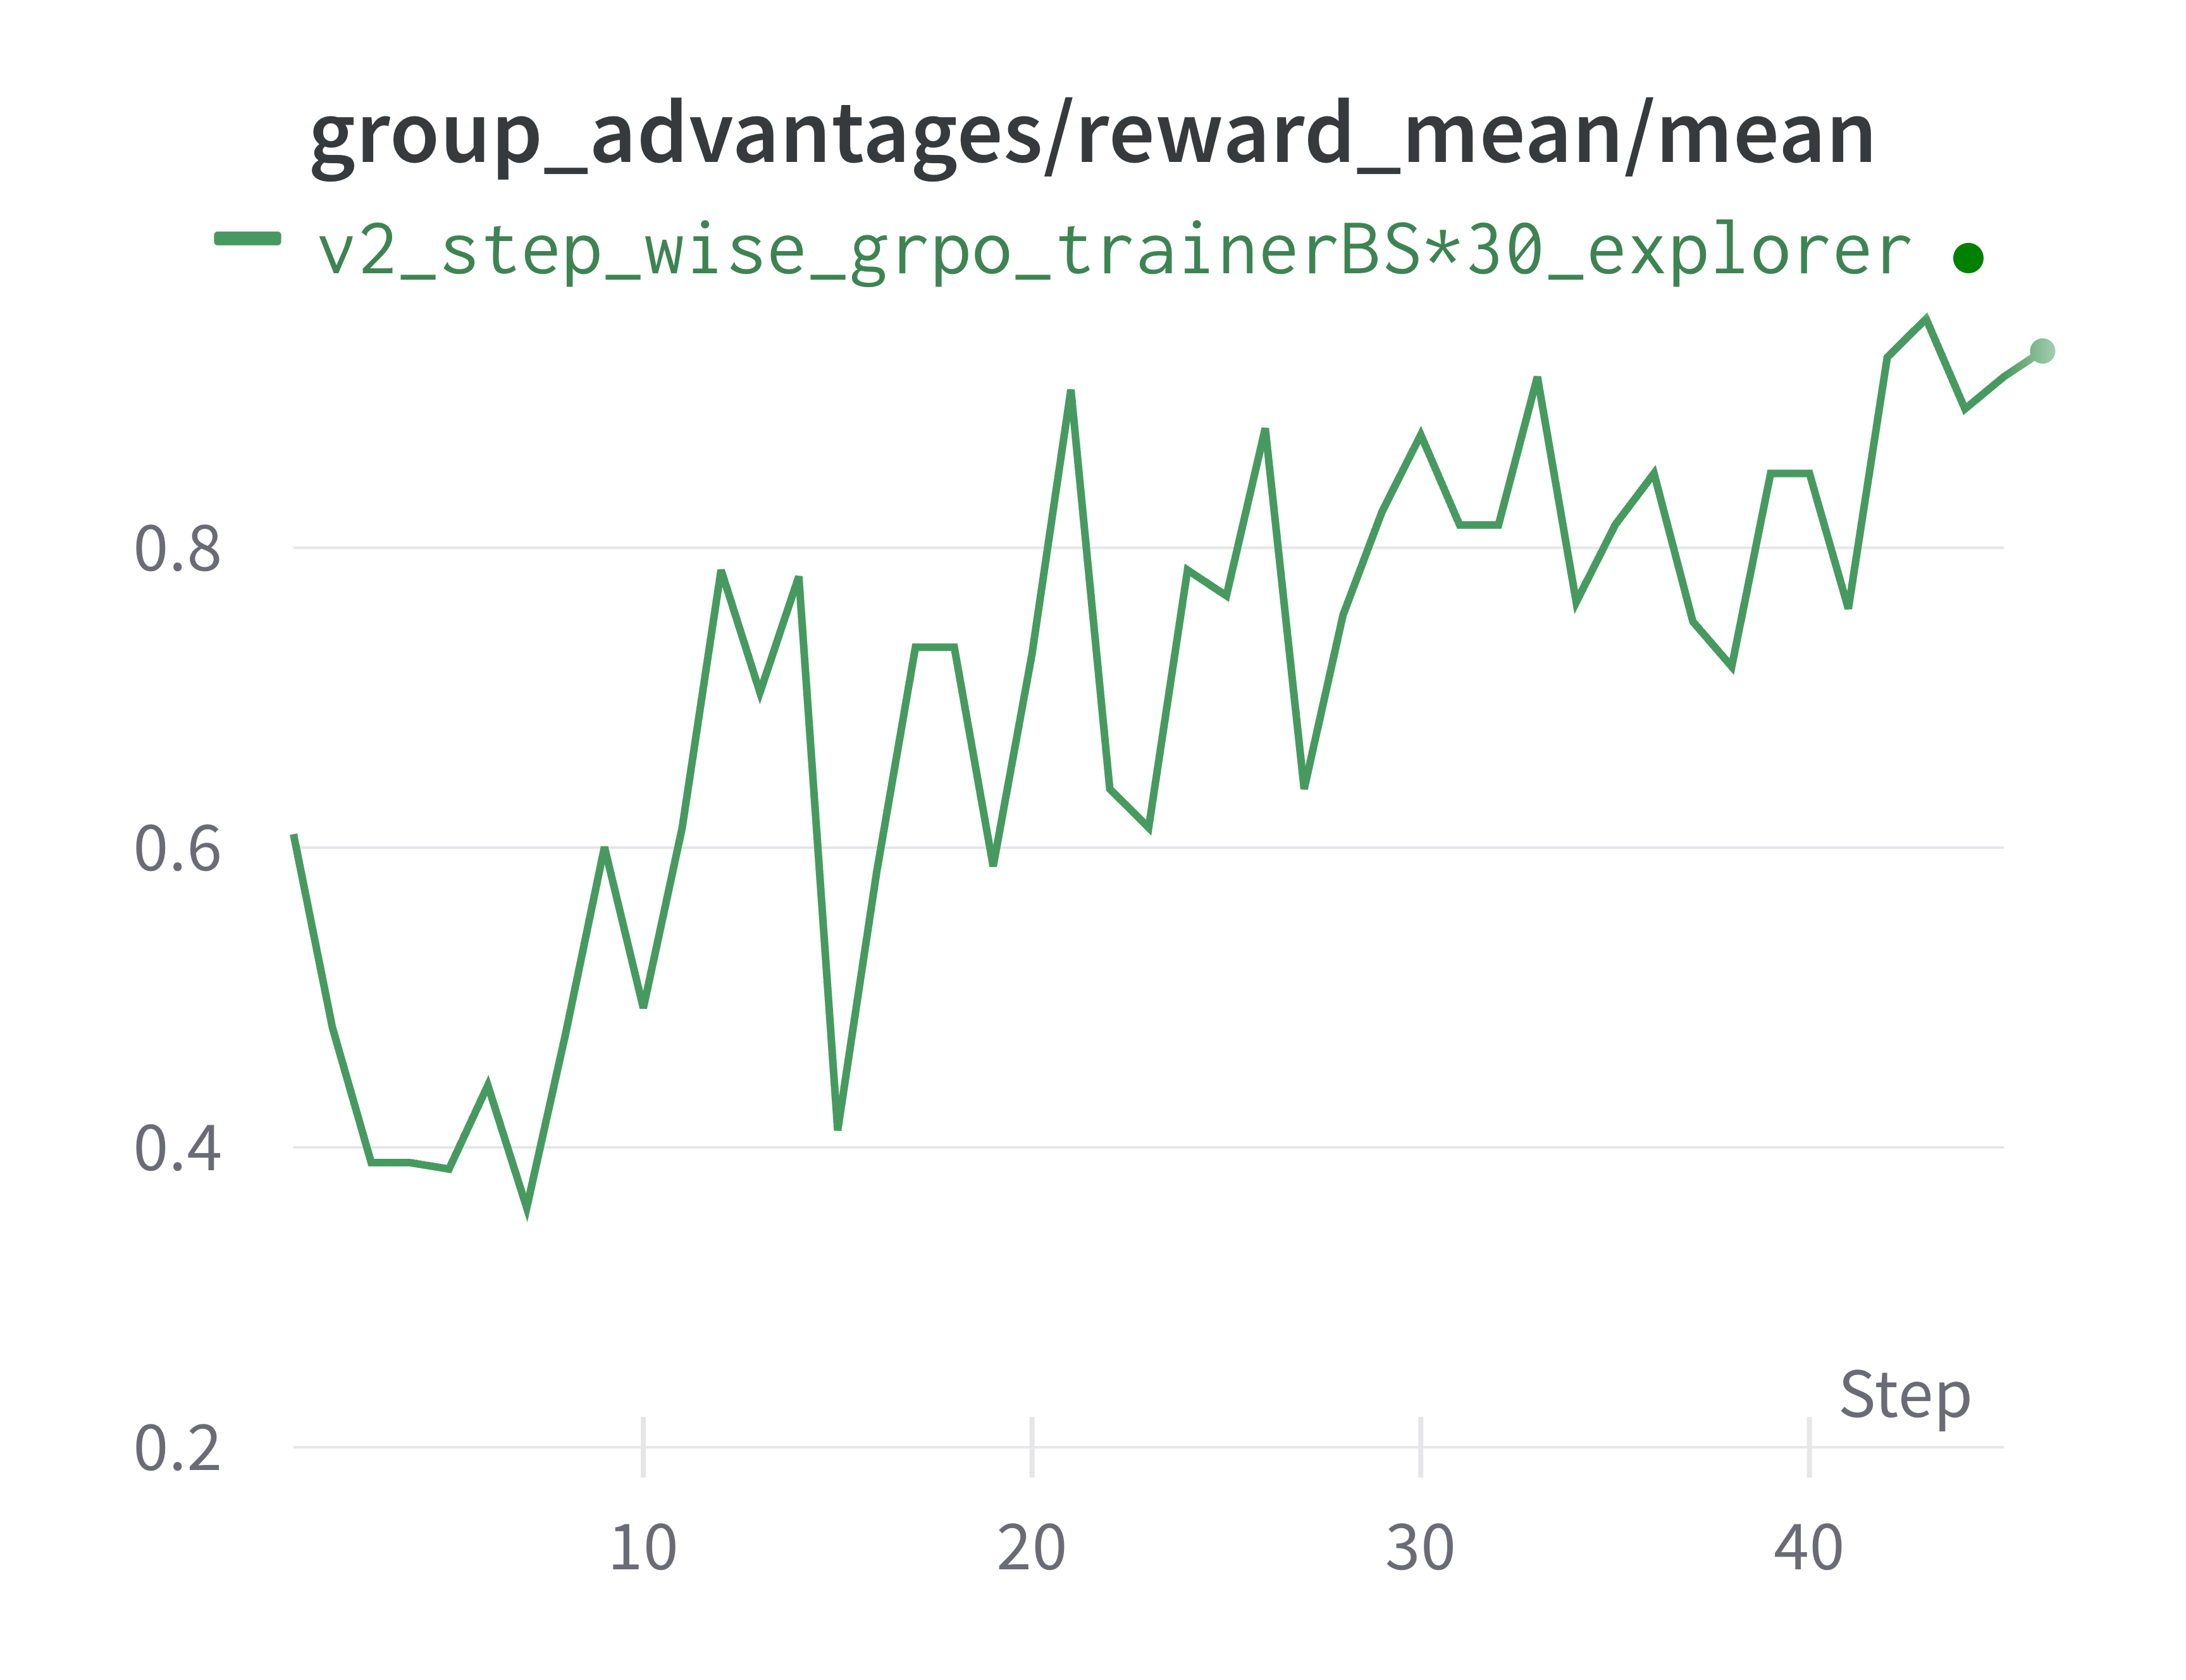 group_advantages/reward_mean/mean
v2_step_wise_grpo_trainerBS*30_explorer
0.8
0.6
0.4
0.2
Step
10 20 30 40